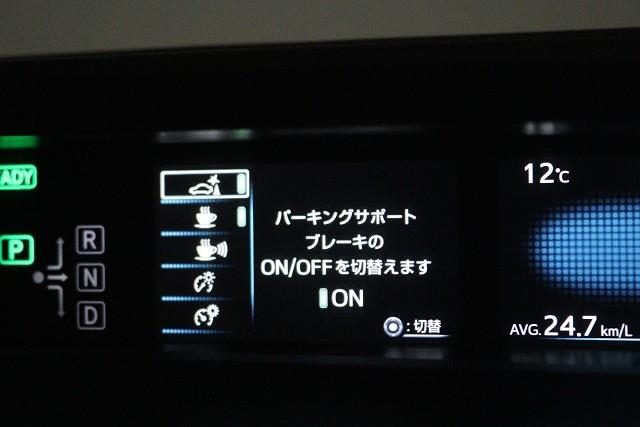 ADY
P
R
N
D
パーキングサポート
ブレーキの
ON/OFFを切替えます
ON
:切替
12℃
AVG. 24.7 km/L